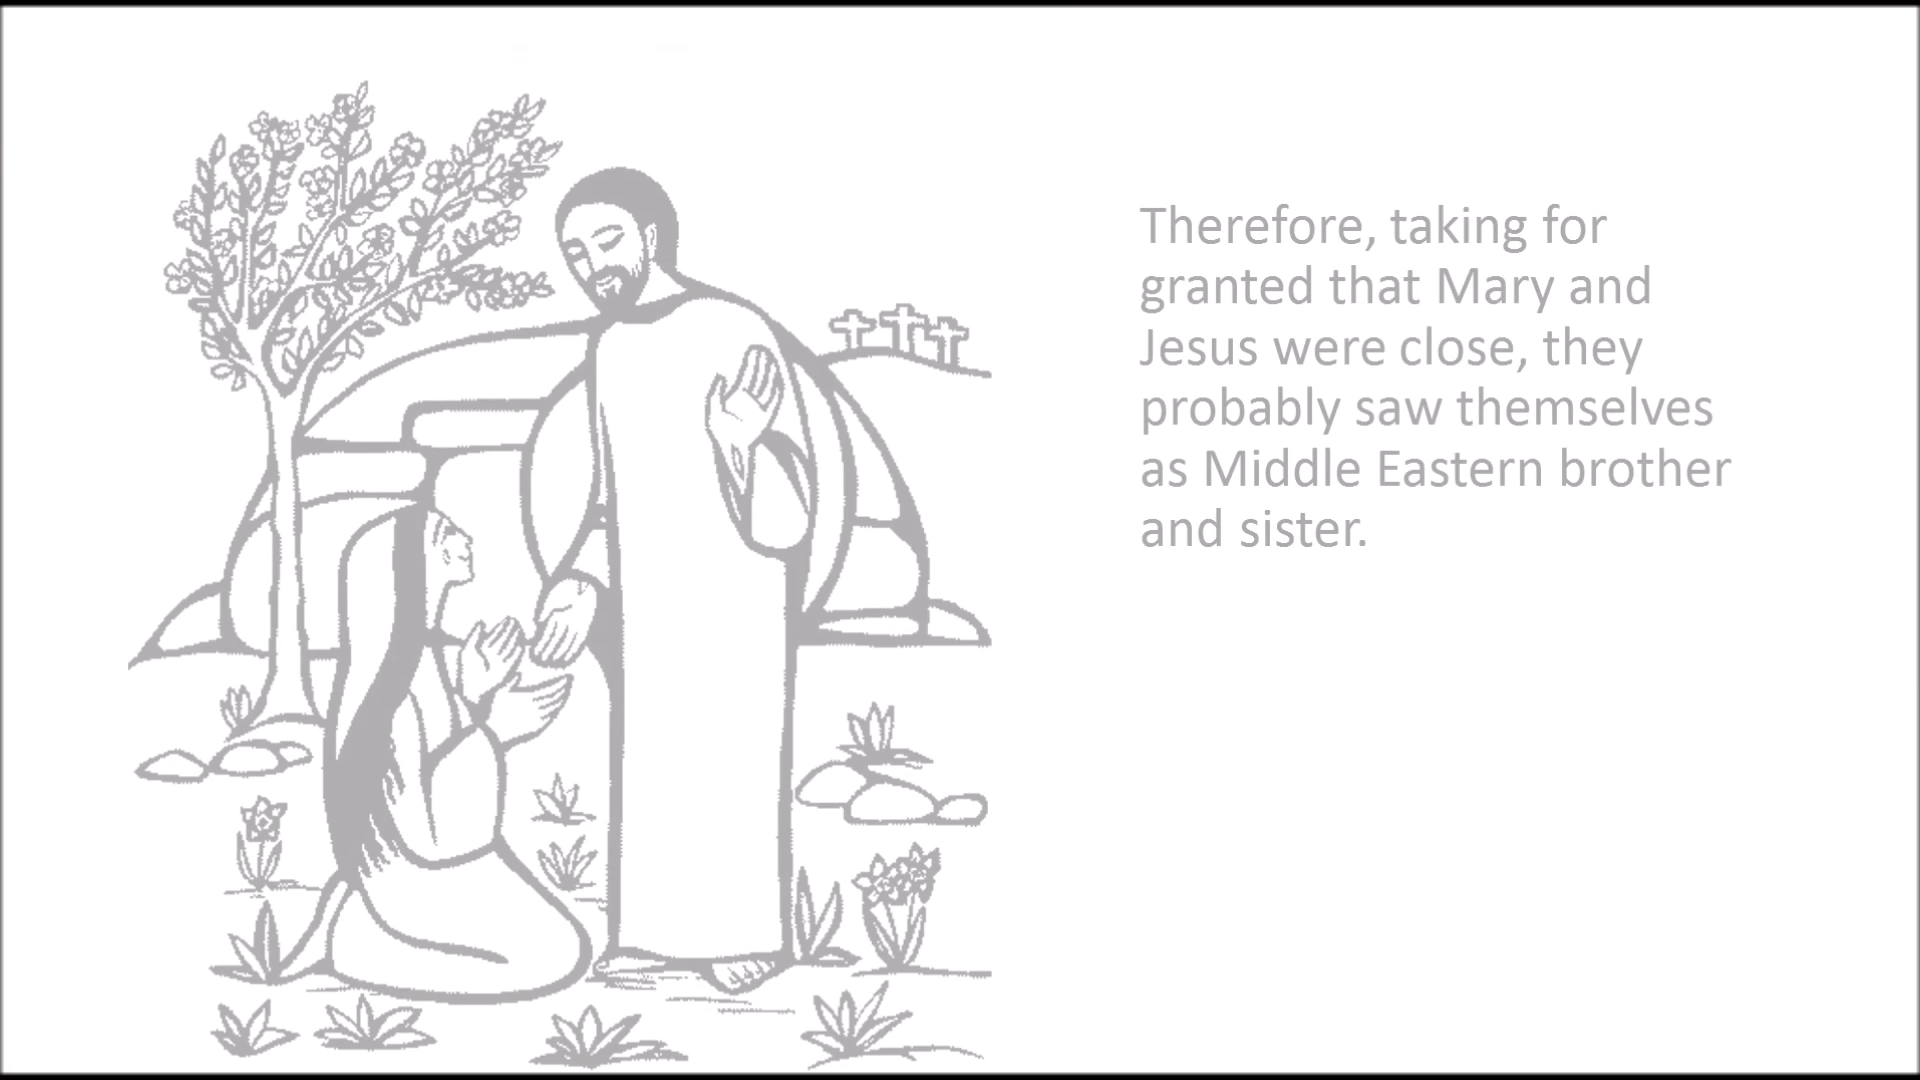 Therefore, taking for
granted that Mary and
Jesus were close, they
probably saw themselves
as Middle Eastern brother
and sister.